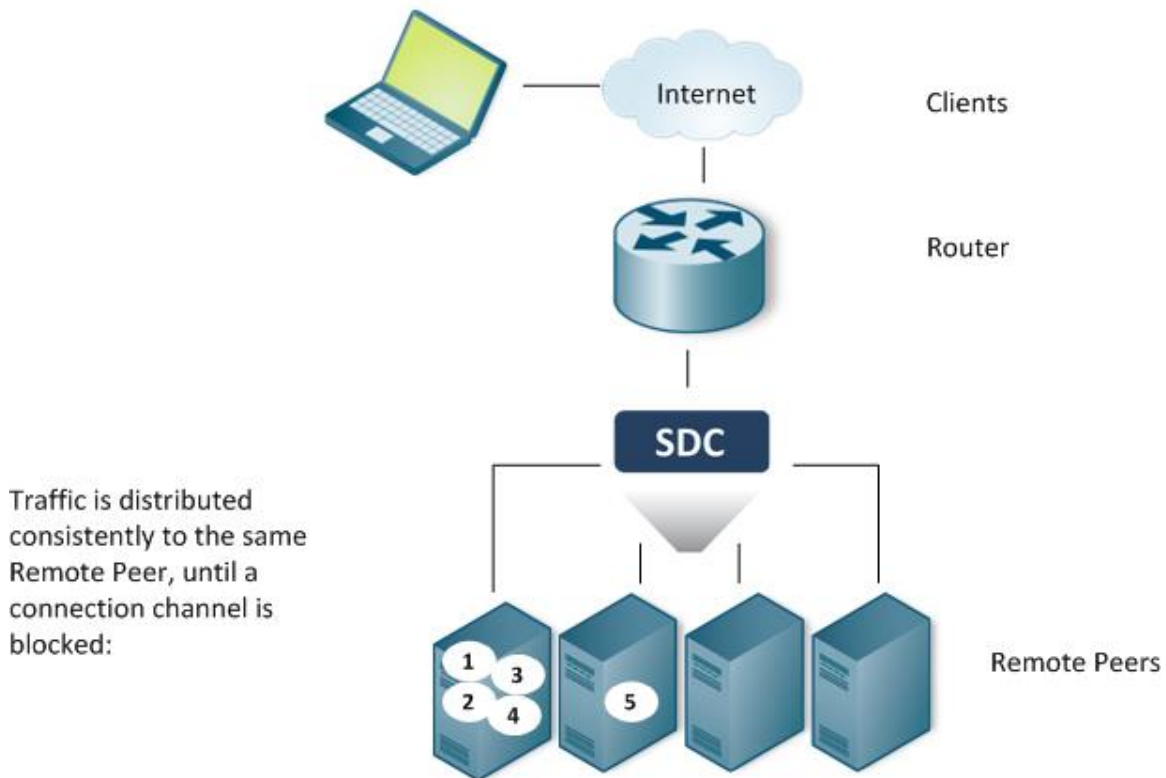 Internet
Clients
Router
SDC
Traffic is distributed
consistently to the same
Remote Peer, until a
connection channel is
blocked:
1
3
2
4
5
Remote Peers